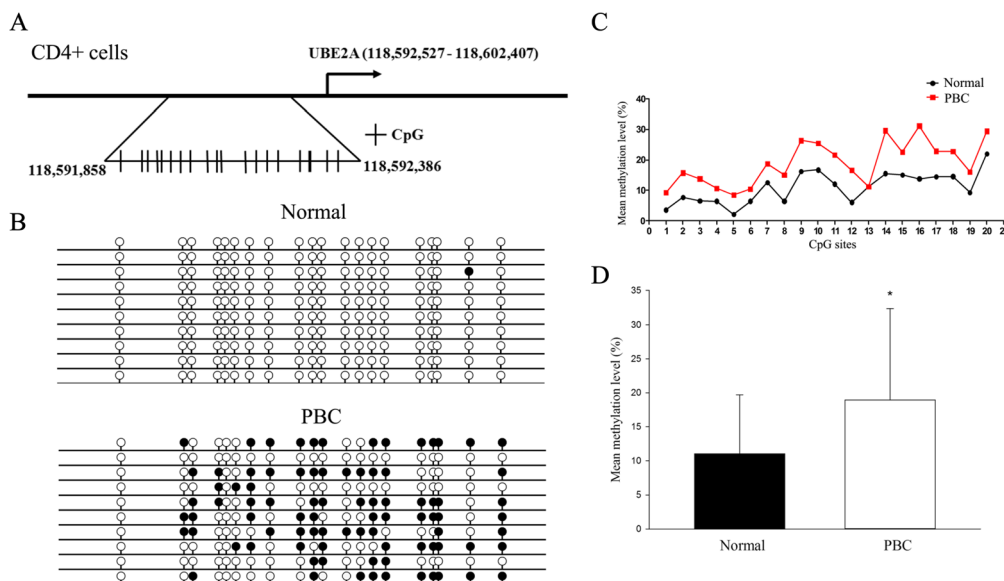 A
CD4+ cells
UBE2A (118,592,527 - 118,602,407)
CpG
118,591,858
118,592,386
B
Normal
PBC
C
Normal
PBC
Mean methylation level (%)
40
30
20
10
0
0 1 2 3 4 5 6 7 8 9 10 11 12 13 14 15 16 17 18 19 20 2
CpG sites
D
*
Mean methylation level (%)
35
30
25
20
15
10
5
0
Normal PBC